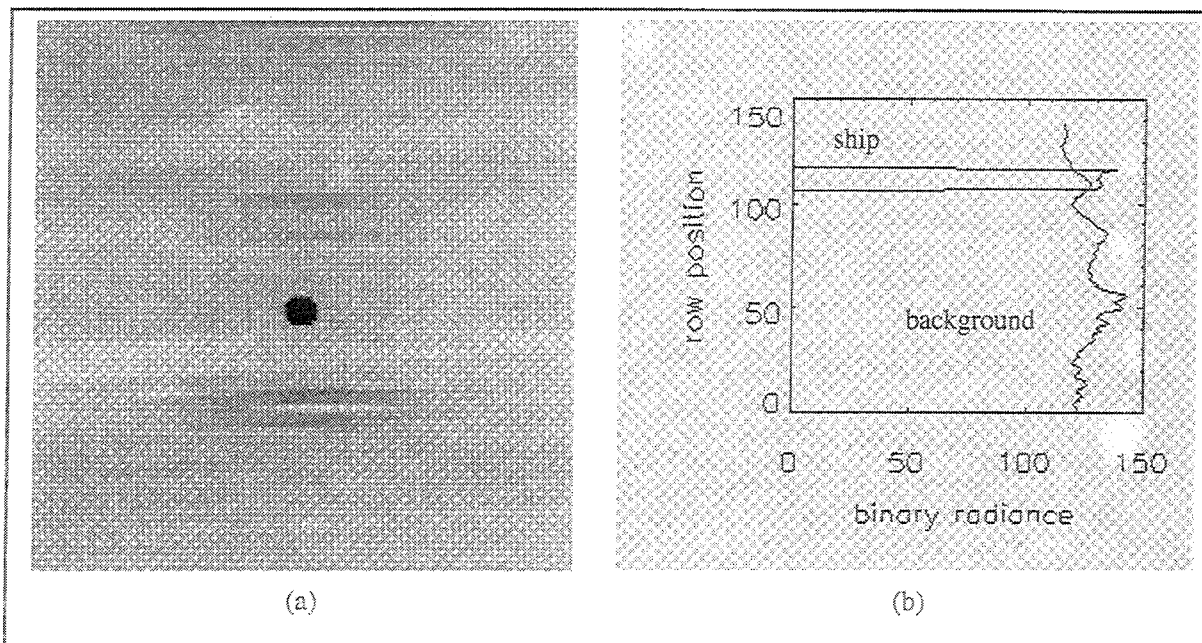 150
ship
100
row position
50
background
0
0 50 100 150
binary radiance
(a) (b)